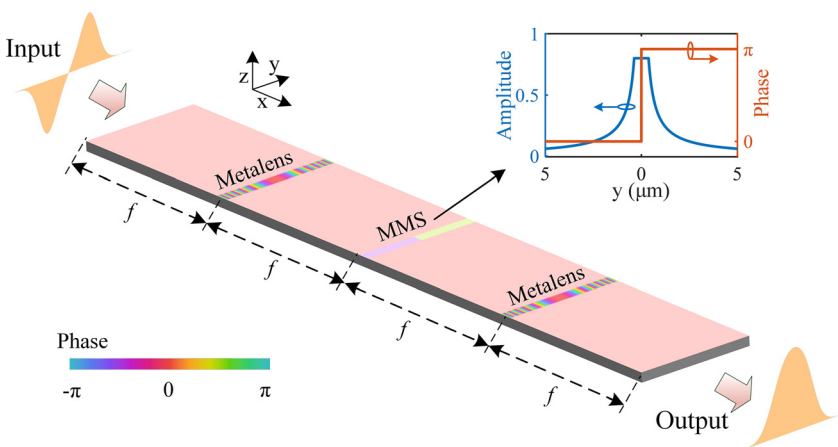 Input
z
y
x
Metalens
MMS
Metalens
f
f
f
f
Phase
-π
0
π
Output
Amplitude
1
0.5
0
π
0
Phase
5
0
5
y (μm)